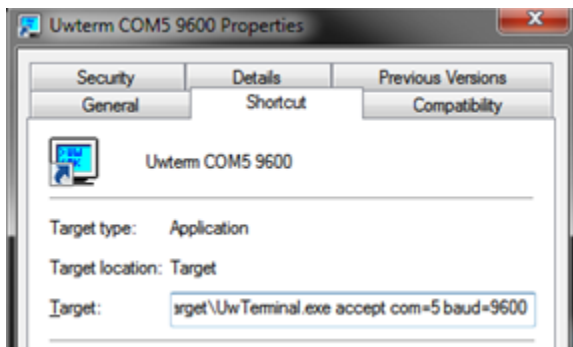 Uwterm COM5 9600 Properties
Security Details Previous Versions
General Shortcut Compatibility
Uwterm COM5 9600
Target type: Application
Target location: Target
Target: arget\UwTerminal.exe accept com=5 baud=9600